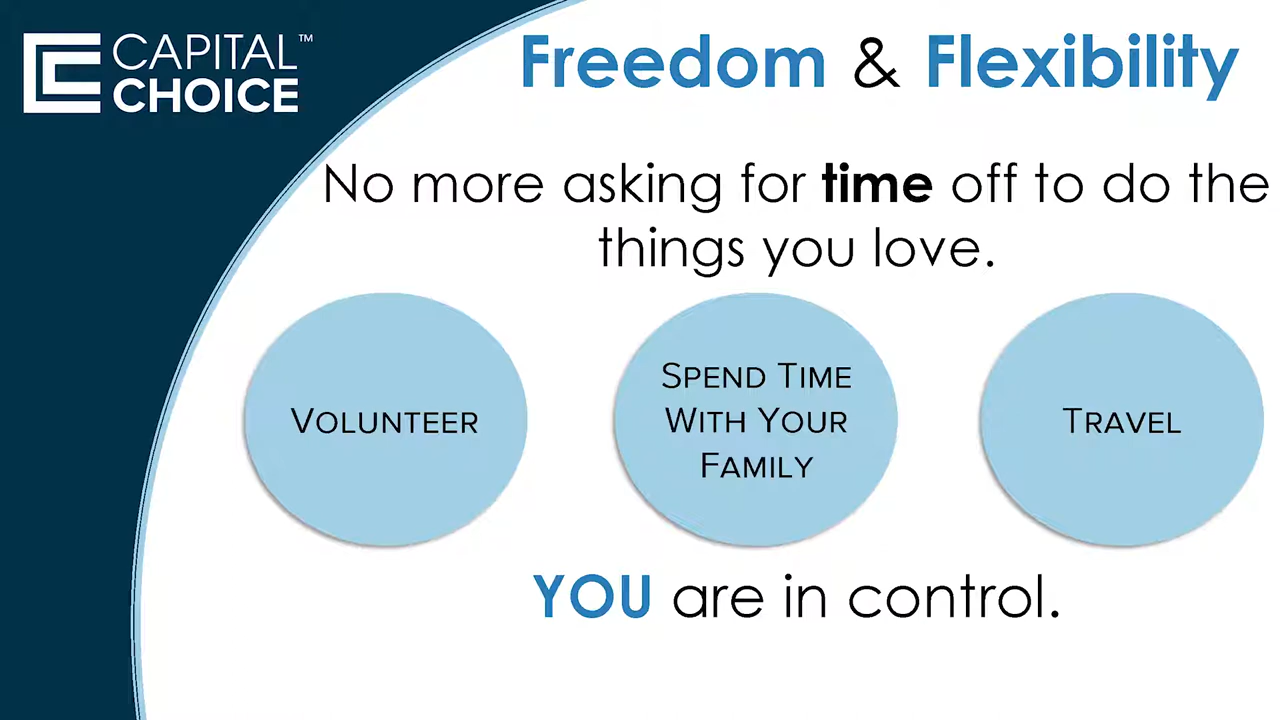 CAPITAL™
CHOICE
Freedom & Flexibility
No more asking for time off to do the
things you love.
VOLUNTEER
SPEND TIME
WITH YOUR
FAMILY
TRAVEL
YOU are in control.